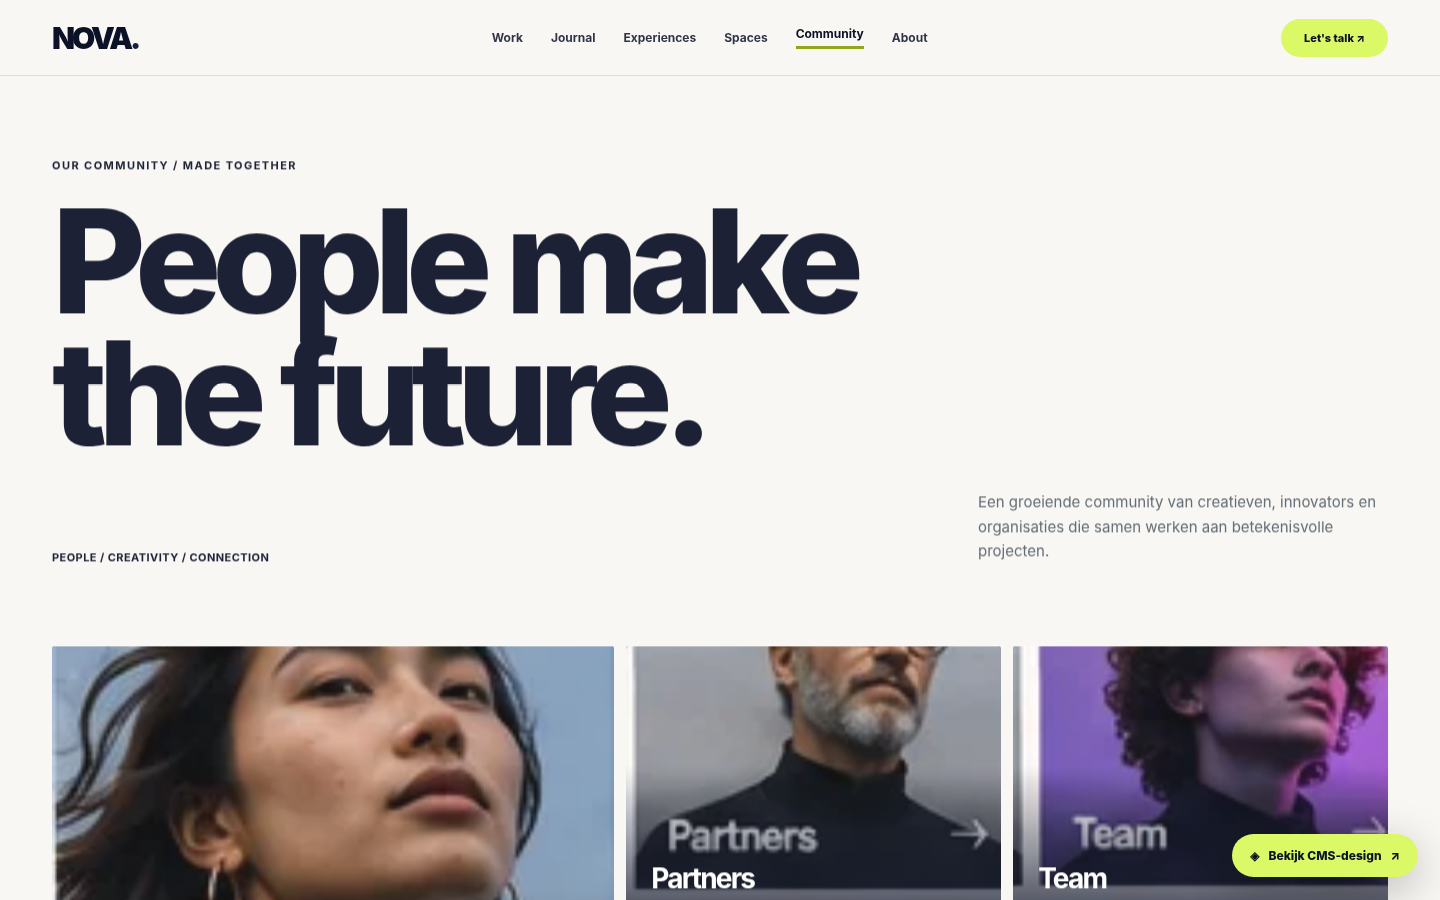 NOVA.
Work
Journal
Experiences
Spaces
Community
About
Let's talk ↗
OUR COMMUNITY / MADE TOGETHER
People make
the future.
Een groeiende community van creatieven, innovators en
organisaties die samen werken aan betekenisvolle
projecten.
PEOPLE / CREATIVITY / CONNECTION
Partners →
Partners
Team →
Team
◈ Bekijk CMS-design ↗